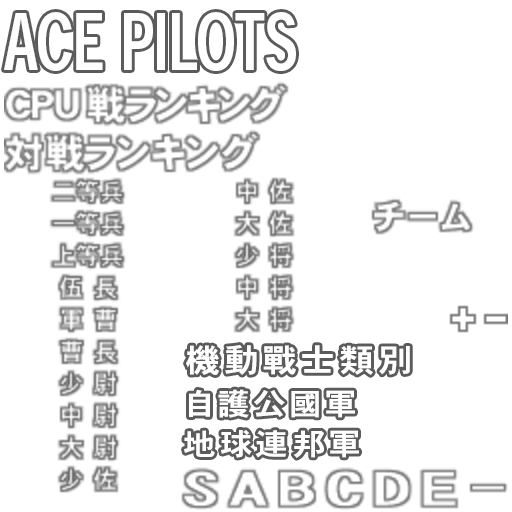 ACE PILOTS
CPU戦ランキング
対戦ランキング
二等兵
一等兵
上等兵
伍長
軍曹
曹長
少尉
中尉
大尉
少佐
中佐
大佐
少将
中将
大将
チーム
+-
機動戰士類別
自護公國軍
地球連邦軍
SABCDE-